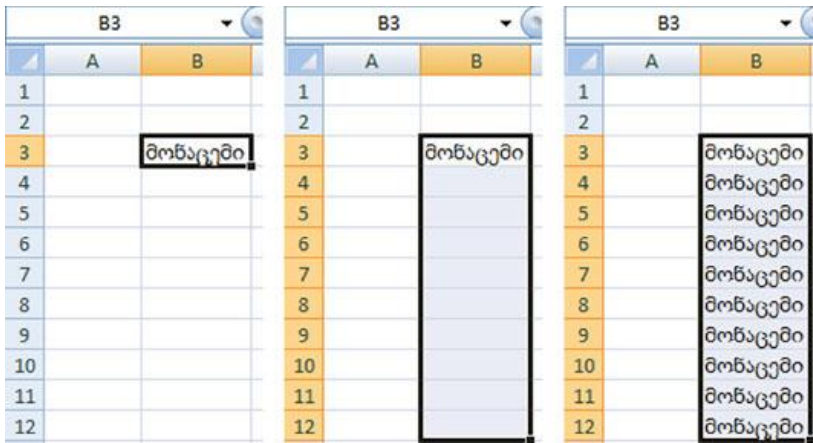 B3
A B
1
2
3 მონაცემი
4
5
6
7
8
9
10
11
12
B3
A B
1
2
3 მონაცემი
4
5
6
7
8
9
10
11
12
B3
A B
1
2
3 მონაცემი
4 მონაცემი
5 მონაცემი
6 მონაცემი
7 მონაცემი
8 მონაცემი
9 მონაცემი
10 მონაცემი
11 მონაცემი
12 მონაცემი